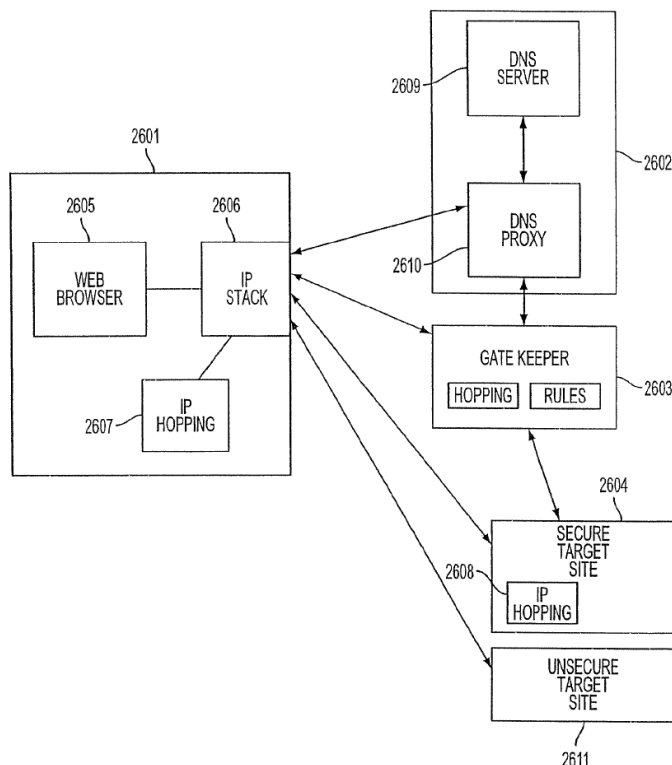 DNS
SERVER
2609
2601
2602
2605
2606
DNS
PROXY
2610
WEB
BROWSER
IP
STACK
GATE KEEPER
HOPPING
RULES
2603
IP
HOPPING
2607
2604
SECURE
TARGET
SITE
2608
IP
HOPPING
UNSECURE
TARGET
SITE
2611